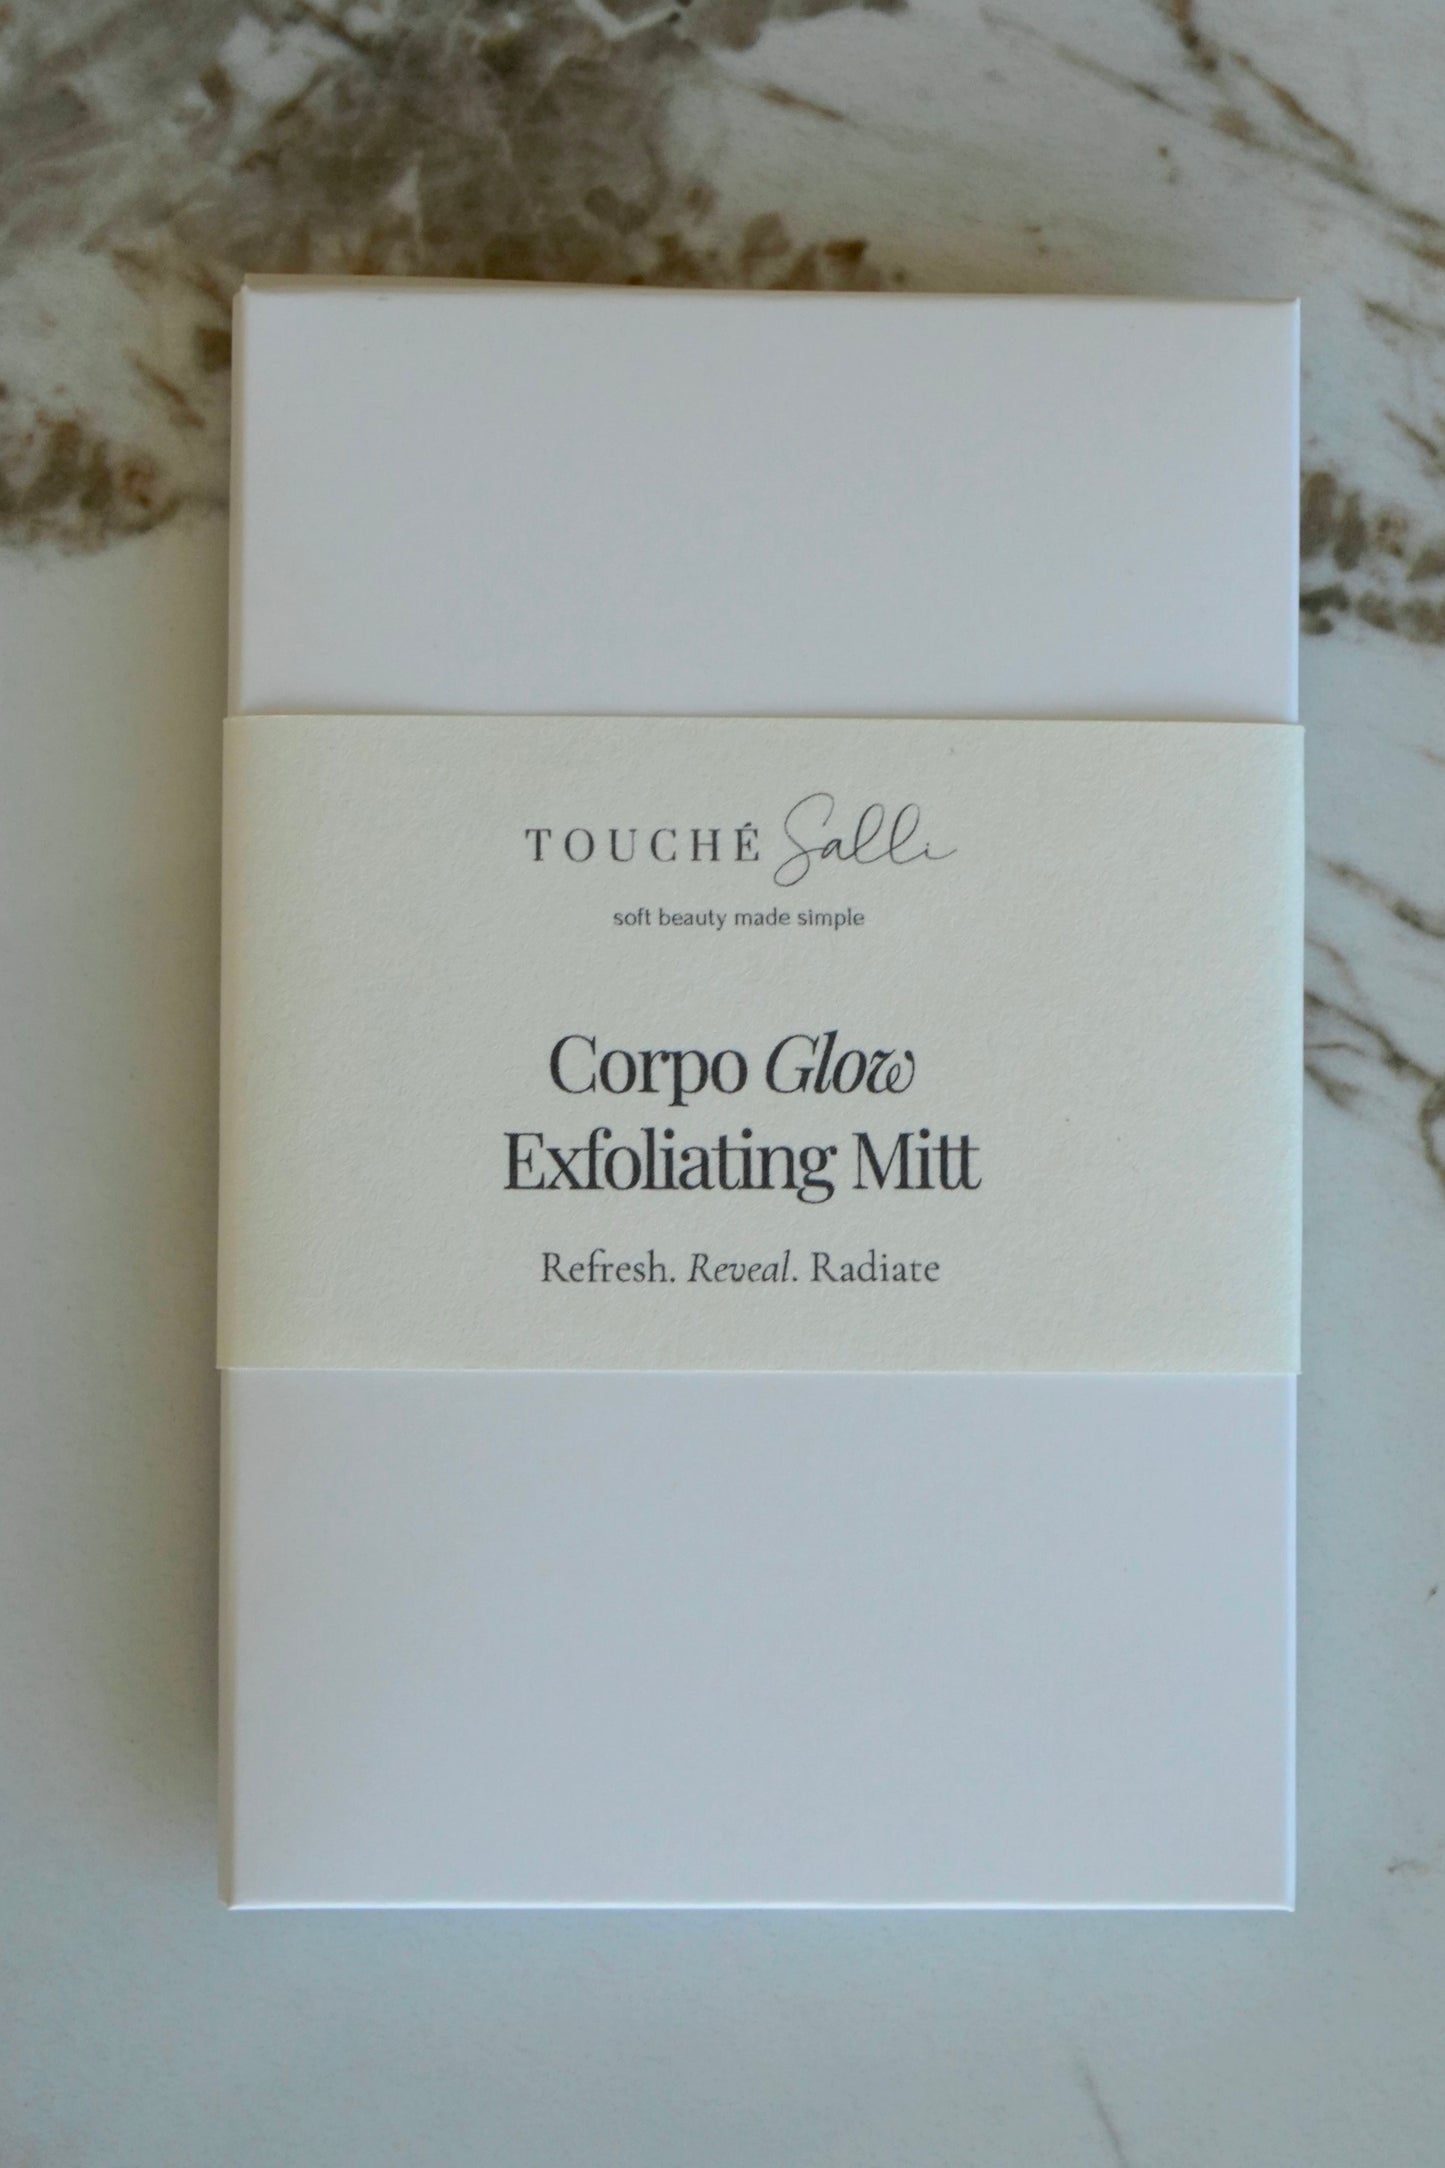 TOUCHÉ Salli
soft beauty made simple
Corpo Glow
Exfoliating Mitt
Refresh. Reveal. Radiate